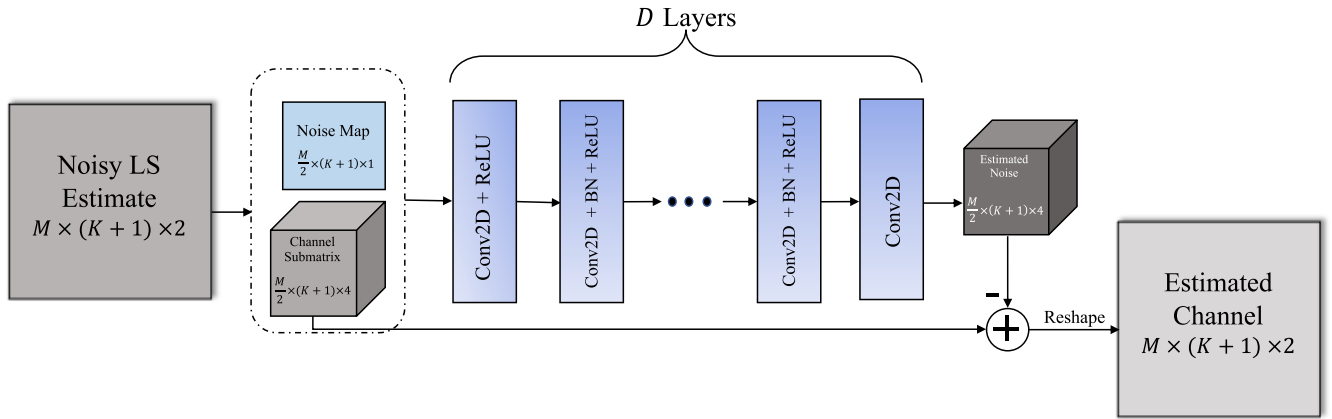 D Layers
Noisy LS
Estimate
M × (K + 1) ×2
Noise Map
M/2 ×(K + 1)×1
Channel
Submatrix
M/2 ×(K + 1)×4
Conv2D + ReLU
Conv2D + BN + ReLU
Conv2D + BN + ReLU
Conv2D
Estimated
Noise
M/2 ×(K + 1)×4
-
+
Reshape
Estimated
Channel
M × (K + 1) ×2